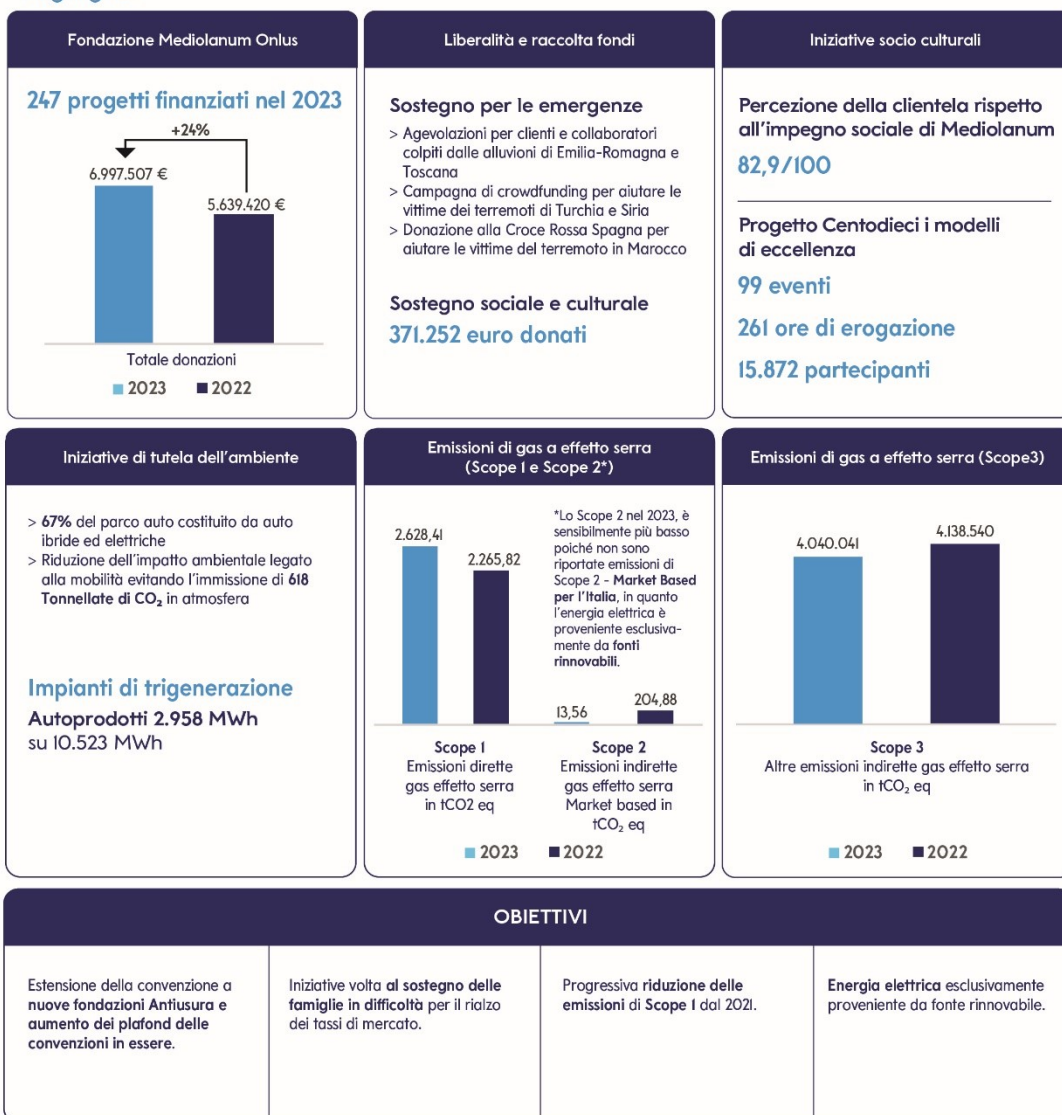 Fondazione Mediolanum Onlus
247 progetti finanziati nel 2023
+24%
6.997.507 €
5.639.420 €
Totale donazioni
2023
2022
Liberalità e raccolta fondi
Sostegno per le emergenze
> Agevolazioni per clienti e collaboratori
colpiti dalle alluvioni di Emilia-Romagna e
Toscana
> Campagna di crowdfunding per aiutare le
vittime dei terremoti di Turchia e Siria
> Donazione alla Croce Rossa Spagna per
aiutare le vittime del terremoto in Marocco
Sostegno sociale e culturale
371.252 euro donati
Iniziative socio culturali
Percezione della clientela rispetto
all'impegno sociale di Mediolanum
82,9/100
Progetto Centodieci i modelli
di eccellenza
99 eventi
261 ore di erogazione
15.872 partecipanti
Iniziative di tutela dell'ambiente
> 67% del parco auto costituito da auto
ibride ed elettriche
> Riduzione dell'impatto ambientale legato
alla mobilità evitando l'immissione di 618
Tonnellate di CO₂ in atmosfera
Impianti di trigenerazione
Autoprodotti 2.958 MWh
su 10.523 MWh
Emissioni di gas a effetto serra
(Scope 1 e Scope 2*)
2.628,41
2.265,82
*Lo Scope 2 nel 2023, è
sensibilmente più basso
poiché non sono
riportate emissioni di
Scope 2 - Market Based
per l'Italia, in quanto
l'energia elettrica è
proveniente esclusiva-
mente da fonti
rinnovabili.
13,56
204,88
Scope 1
Emissioni dirette
gas effetto serra
in tCO2 eq
Scope 2
Emissioni indirette
gas effetto serra
Market based in
tCO₂ eq
2023
2022
Emissioni di gas a effetto serra (Scope3)
4.040.041
4.138.540
Scope 3
Altre emissioni indirette gas effetto serra
in tCO₂ eq
2023
2022
OBIETTIVI
Estensione della convenzione a
nuove fondazioni Antiusura e
aumento dei plafond delle
convenzioni in essere.
Iniziative volta al sostegno delle
famiglie in difficoltà per il rialzo
dei tassi di mercato.
Progressiva riduzione delle
emissioni di Scope 1 dal 2021.
Energia elettrica esclusivamente
proveniente da fonte rinnovabile.